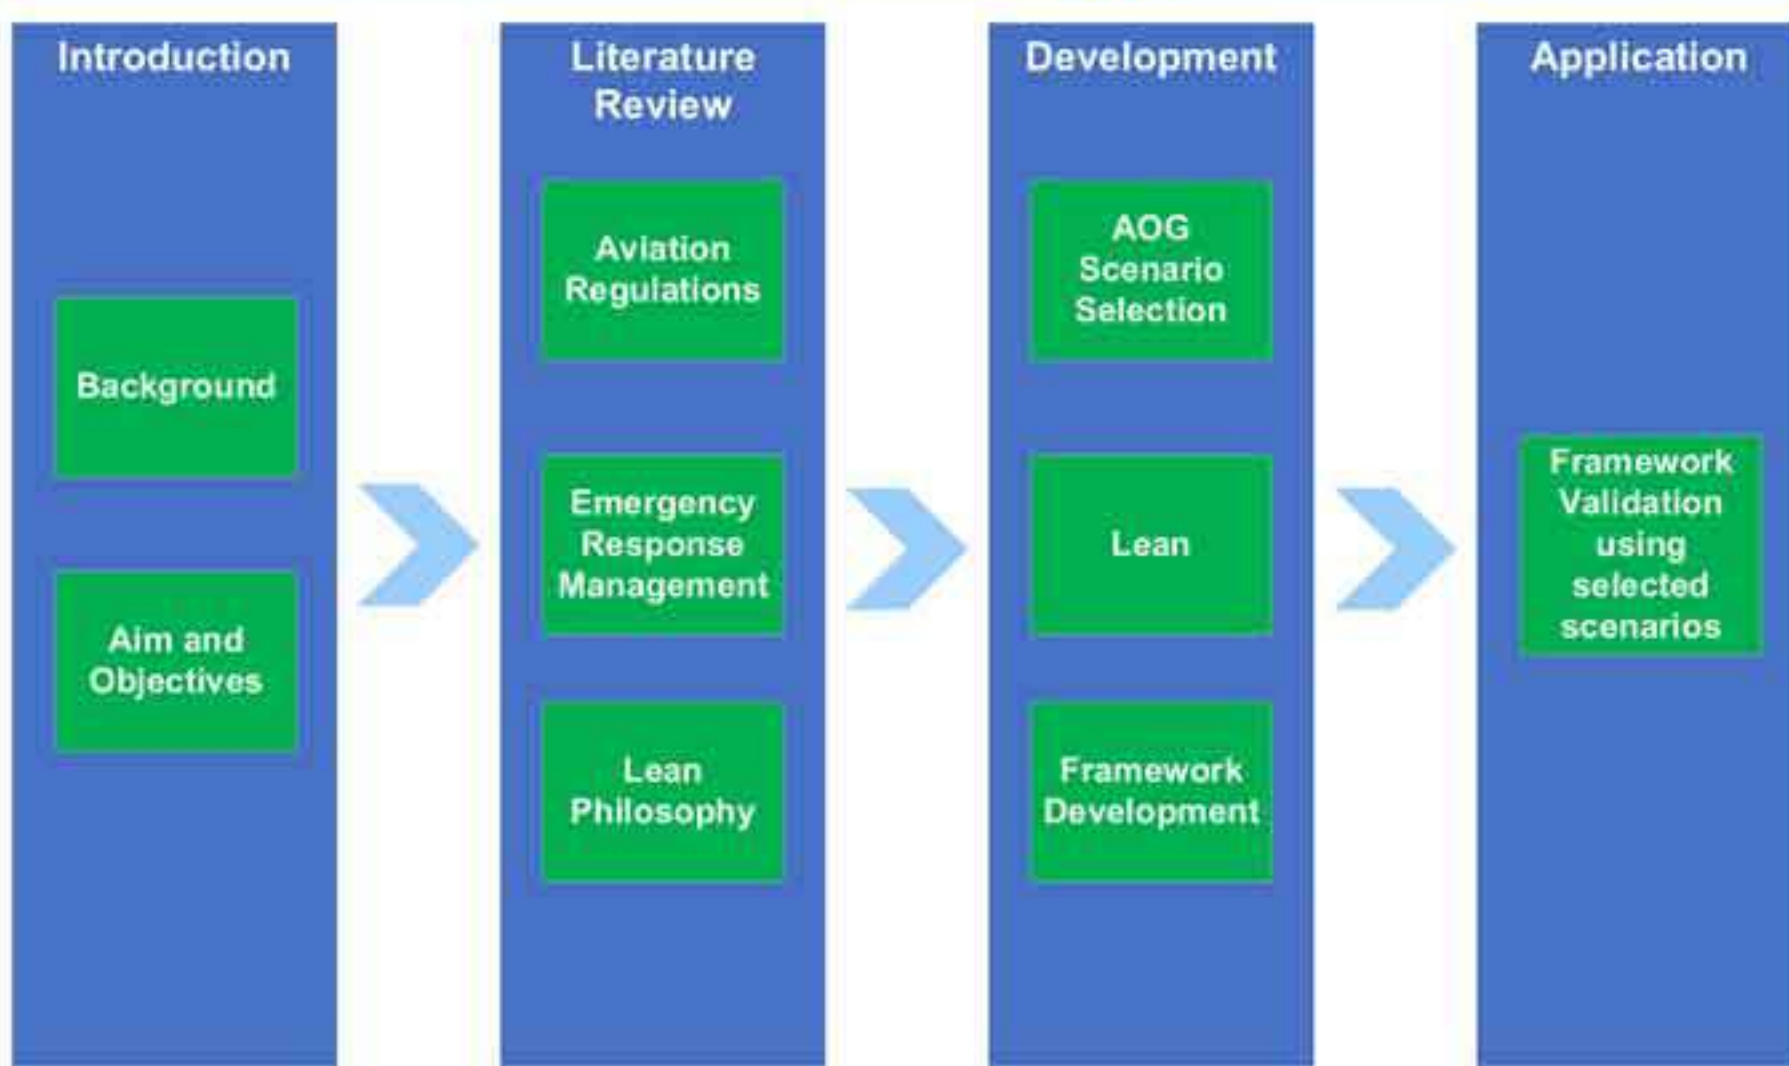 Introduction
Background
Aim and
Objectives
Literature
Review
Aviation
Regulations
Emergency
Response
Management
Lean
Philosophy
Development
AOG
Scenario
Selection
Lean
Framework
Development
Application
Framework
Validation
using
selected
scenarios